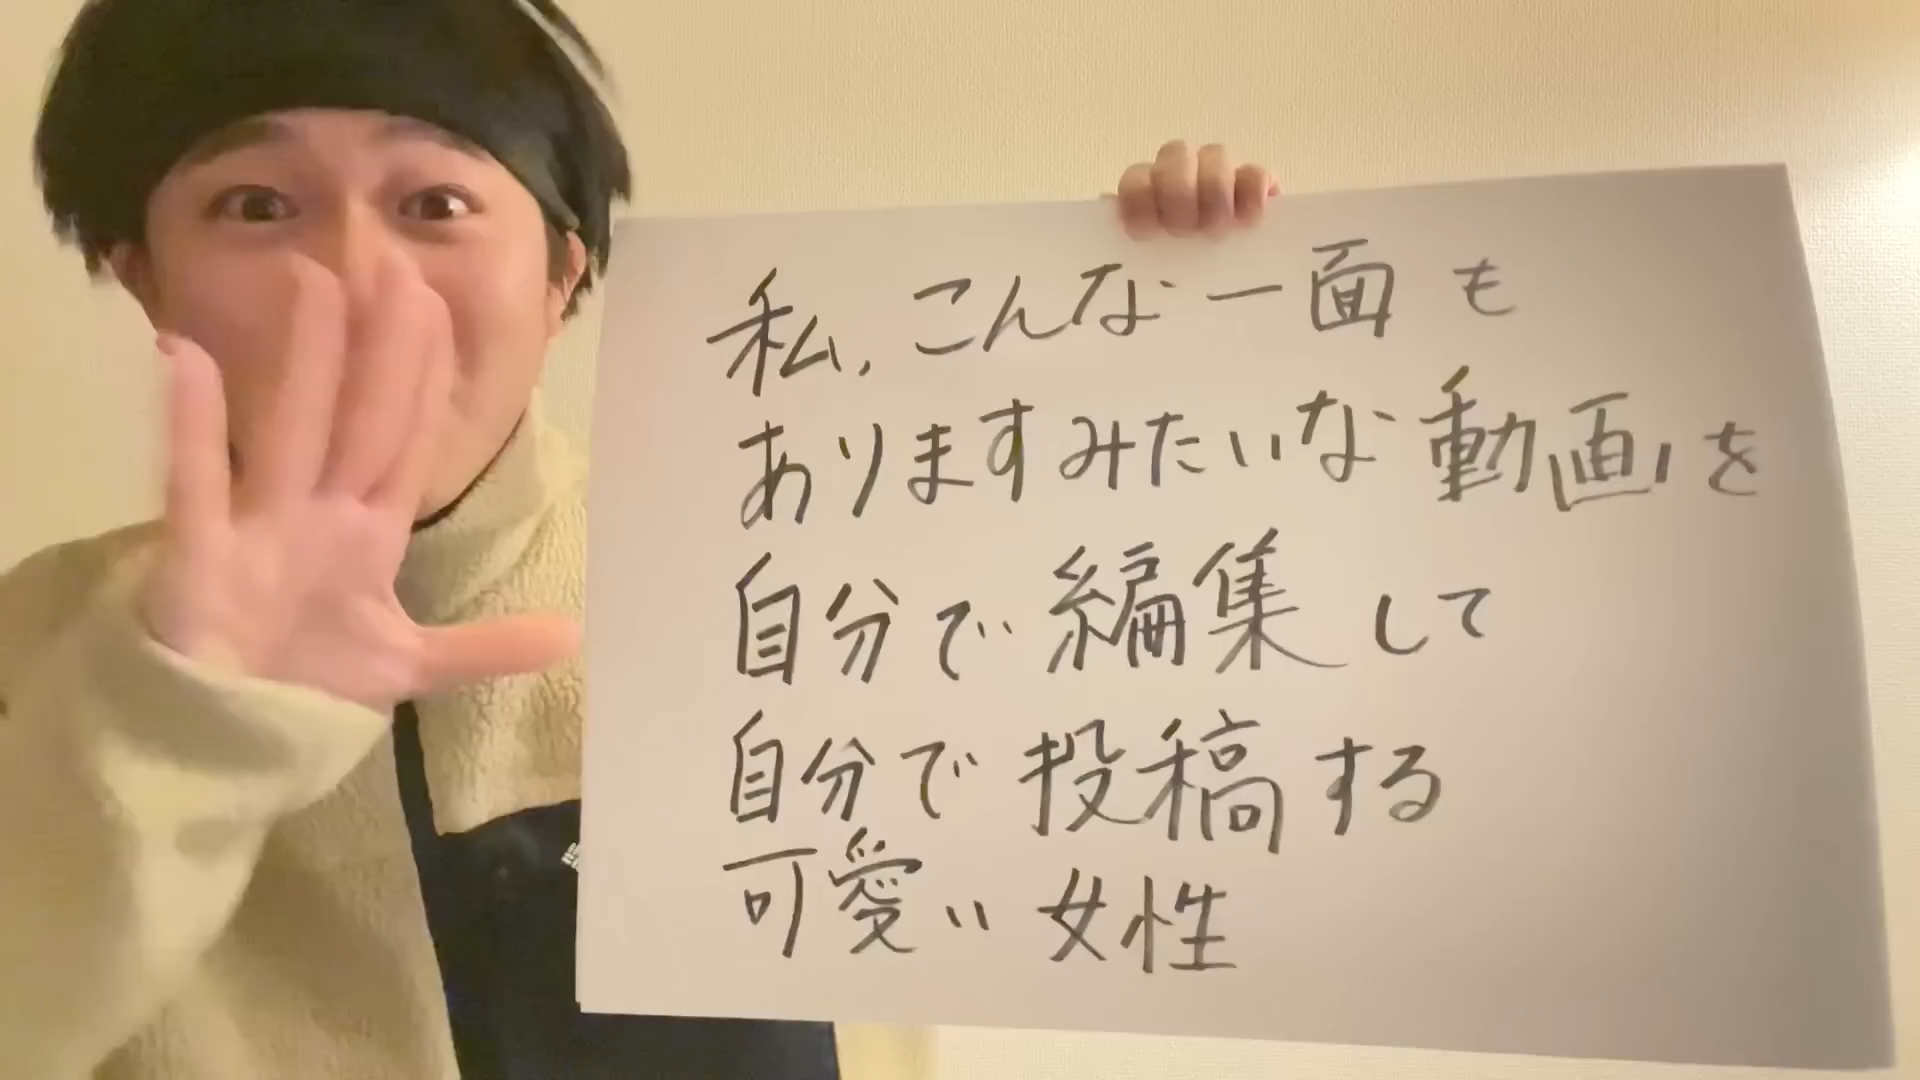 私、こんな一面も
ありますみたいな動画を
自分で編集して
自分で投稿する
可愛い女性